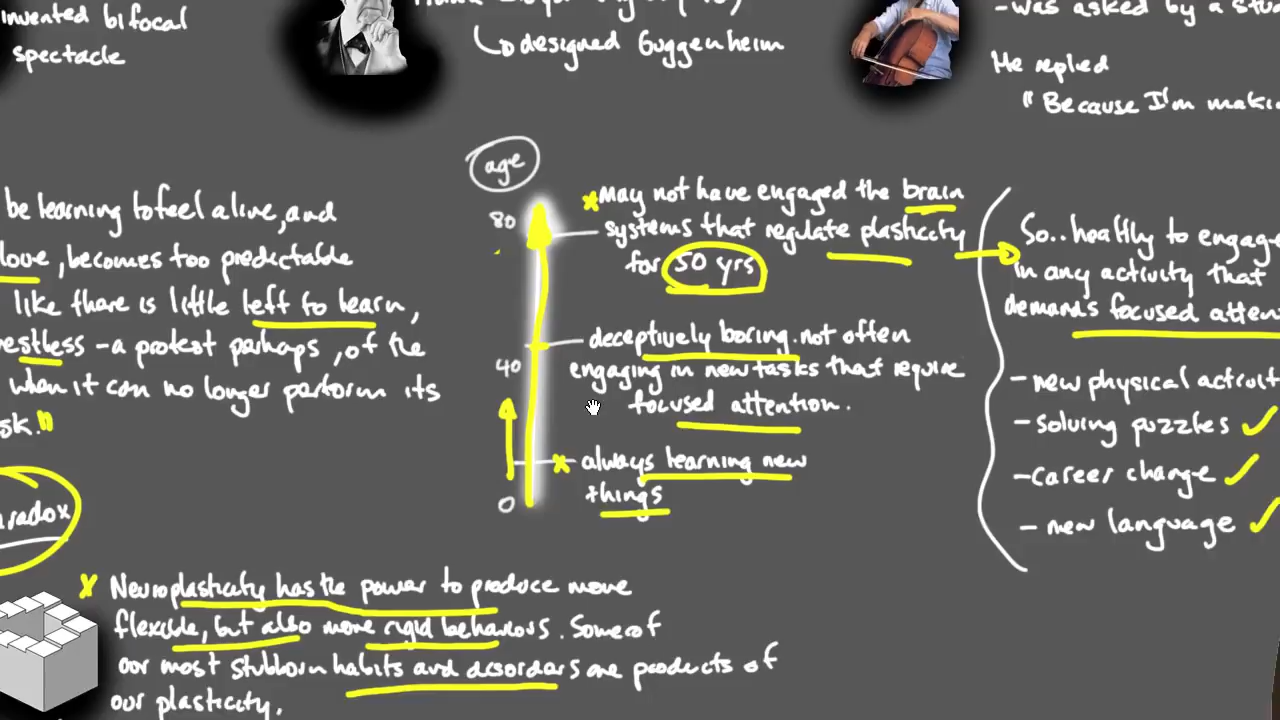 invented bifocal
spectacle
designed Guggenheim
-was asked by a stud
He replied
"Because I'm makin
age
80
40
0
be learning to feel alive, and
love, becomes too predictable
like there is little left to learn,
restless - a protest perhaps, of the
when it can no longer perform its
sk."
aradox
May not have engaged the brain
systems that regulate plasticity
for 50 yrs
deceptively boring. not often
engaging in new tasks that require
focused attention.
always learning new
things
So.. healthy to engage
in any activity that
demands focused attent
- new physical activit
- solving puzzles
- career change
- new language
Neuroplasticity has the power to produce more
flexible, but also more rigid behaviors. Some of
our most stubborn habits and disorders are products of
our plasticity.